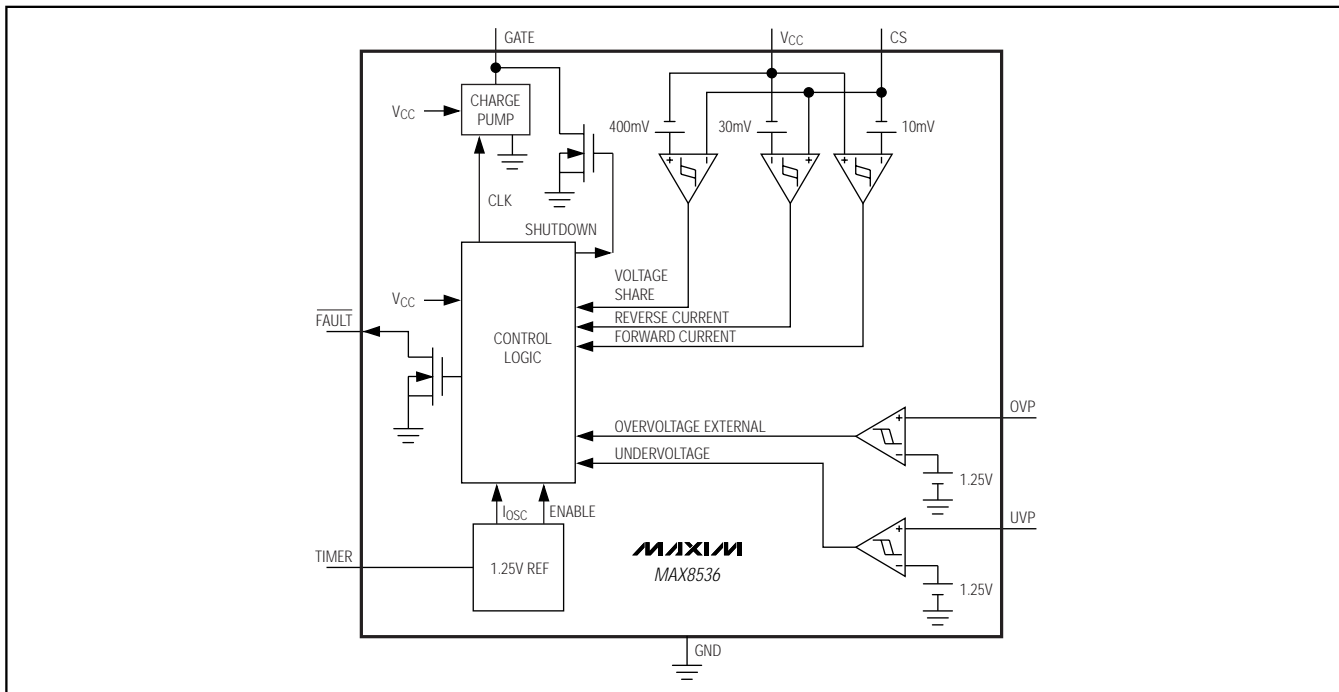 GATE
VCC
CS
CHARGE
PUMP
VCC
400mV
30mV
10mV
+
-
-
+
+
-
CLK
SHUTDOWN
VOLTAGE
SHARE
VCC
REVERSE CURRENT
FAULT
FORWARD CURRENT
CONTROL
LOGIC
OVP
+
OVERVOLTAGE EXTERNAL
UNDERVOLTAGE
-
1.25V
IOSC
ENABLE
UVP
+
TIMER
1.25V REF
MAXIM
MAX8536
-
1.25V
GND